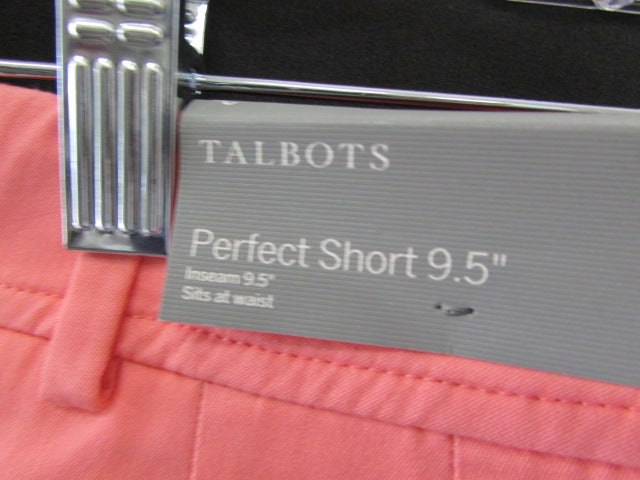 TALBOTS
Perfect Short 9.5"
Inseam 9.5"
Sits at waist